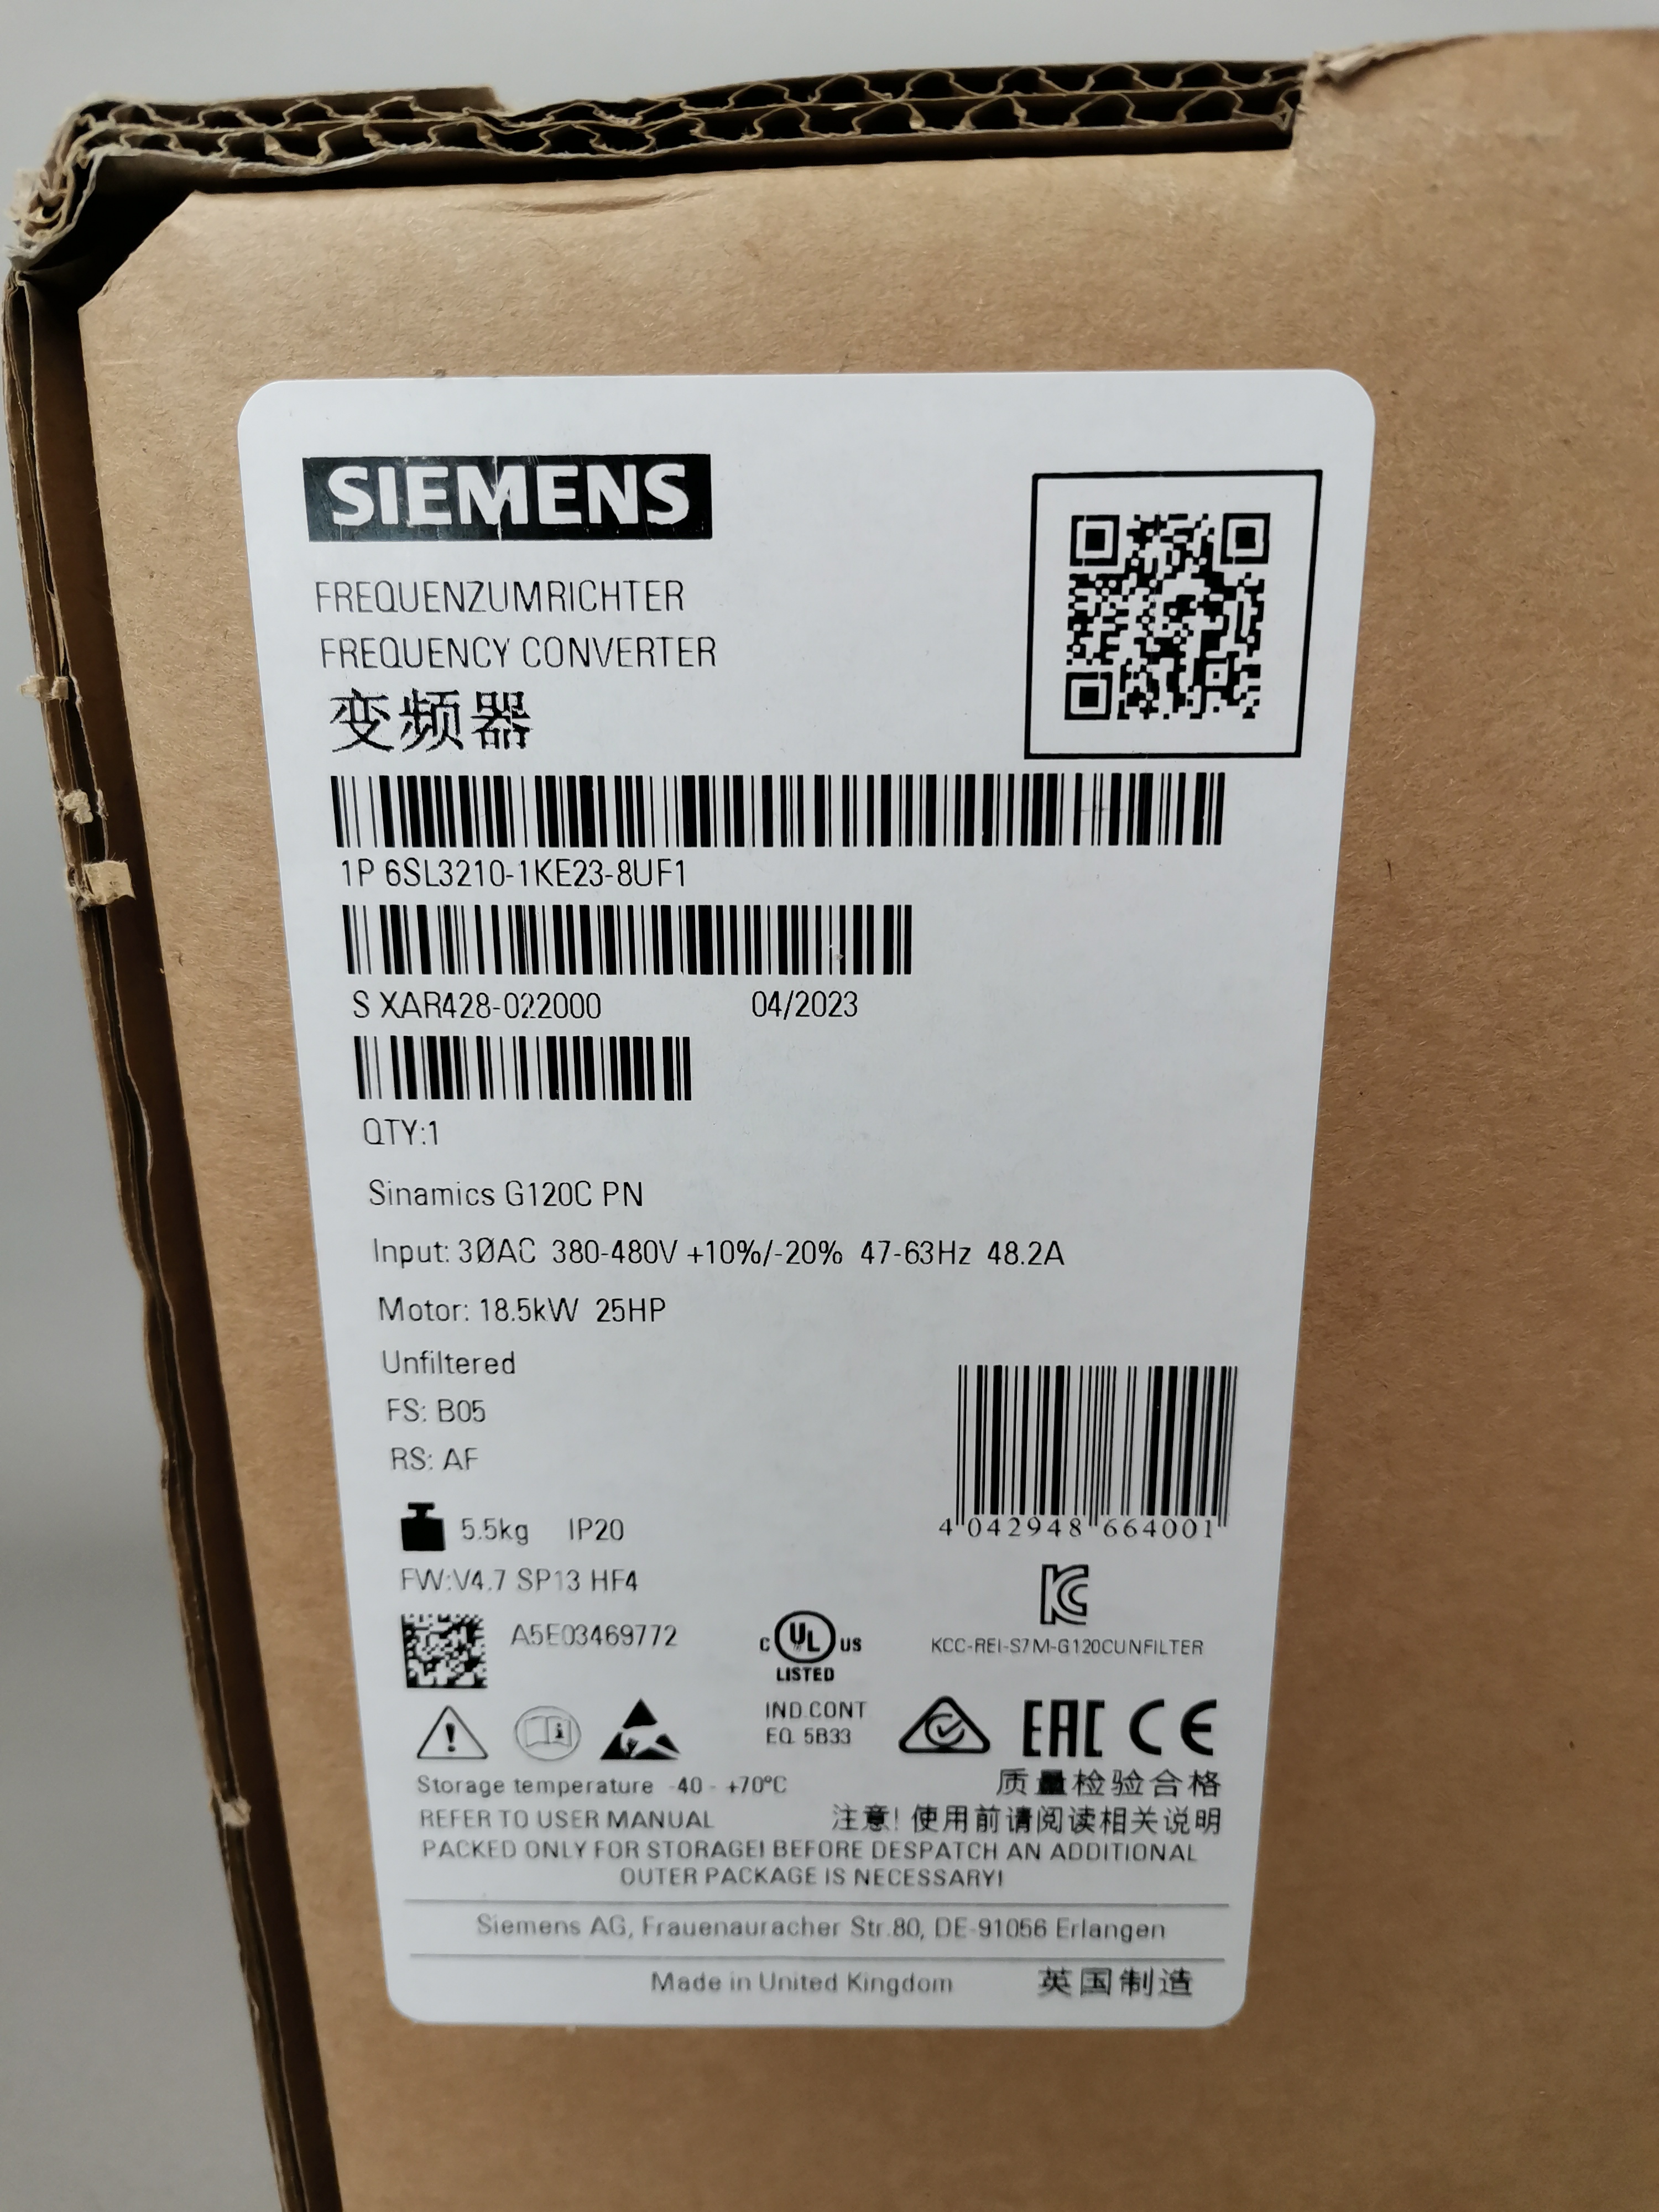 SIEMENS
FREQUENZUMRICHTER
FREQUENCY CONVERTER
变频器
1P 6SL3210-1KE23-8UF1
S XAR428-022000 04/2023
QTY:1
Sinamics G120C PN
Input: 3ØAC 380-480V +10%/-20% 47-63Hz 48.2A
Motor: 18.5kW 25HP
Unfiltered
FS: B05
RS: AF
5.5kg IP20
4 042948 664001
FW:V4.7 SP13 HF4
A5E03469772
C UL US
LISTED
KC
KCC-REI-S7M-G120CUNFILTER
IND.CONT
EQ. 5B33
EAC CE
Storage temperature -40 - +70°C
质量检验合格
REFER TO USER MANUAL
注意! 使用前请阅读相关说明
PACKED ONLY FOR STORAGE! BEFORE DESPATCH AN ADDITIONAL
OUTER PACKAGE IS NECESSARY!
Siemens AG, Frauenauracher Str.80, DE-91056 Erlangen
Made in United Kingdom 英国制造